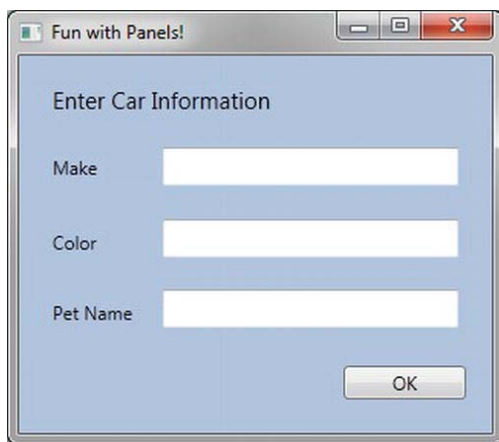 Fun with Panels!
Enter Car Information
Make
Color
Pet Name
OK